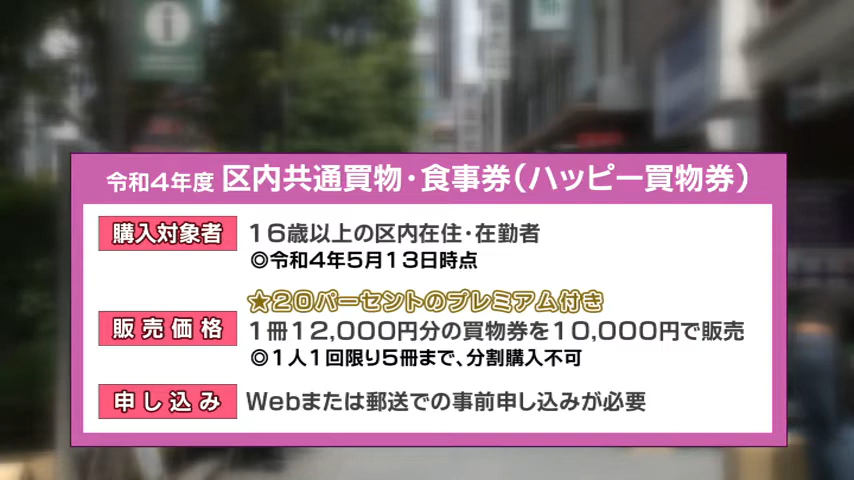 令和4年度 区内共通買物・食事券（ハッピー買物券）
購入対象者 16歳以上の区内在住・在勤者
◎令和4年5月13日時点
★20パーセントのプレミアム付き
販売価格 1冊12,000円分の買物券を10,000円で販売
◎1人1回限り5冊まで、分割購入不可
申し込み Webまたは郵送での事前申し込みが必要